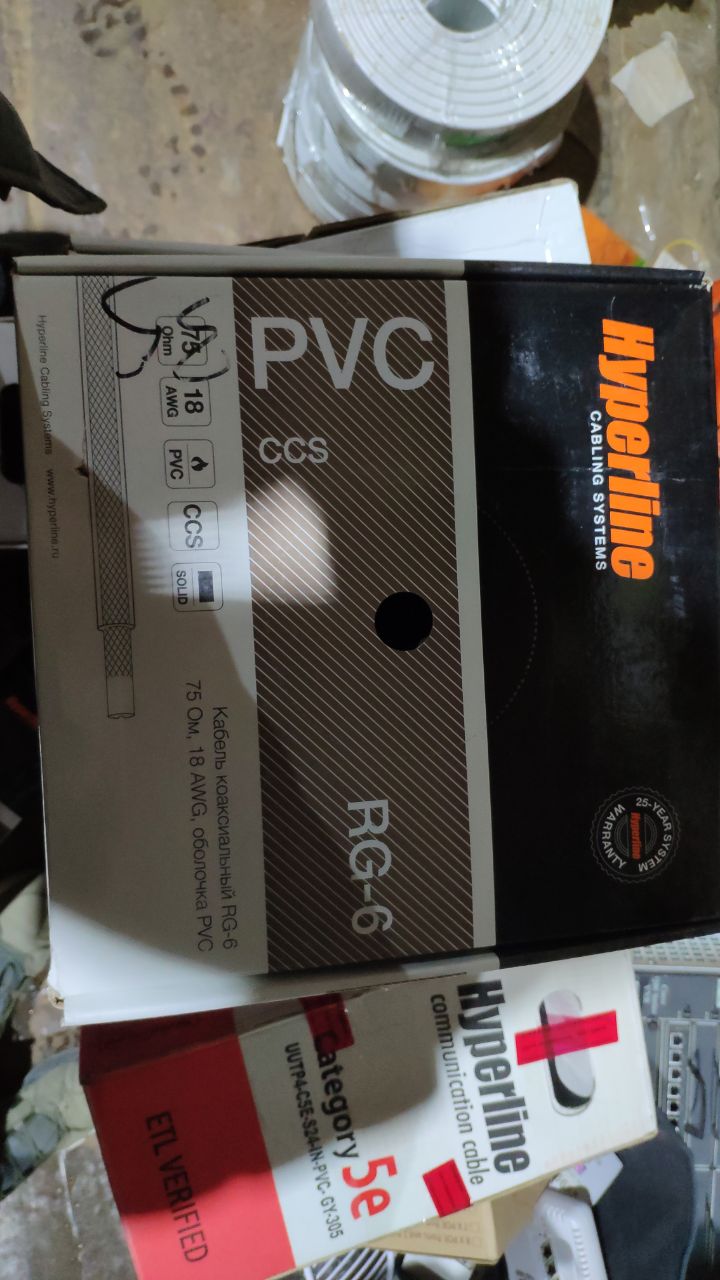 Hyperline
CABLING SYSTEMS
25-YEAR SYSTEM
Hyperline
WARRANTY
PVC
CCS
RG-6
75
Ohm
18
AWG
PVC
CCS
SOLID
Кабель коаксиальный RG-6
75 Ом, 18 AWG, оболочка PVC
Hyperline Cabling Systems www.hyperline.ru
Hyperline
communication cable
Category 5e
UUTP4-C5E-S24-IN-PVC-GY-305
ETL VERIFIED